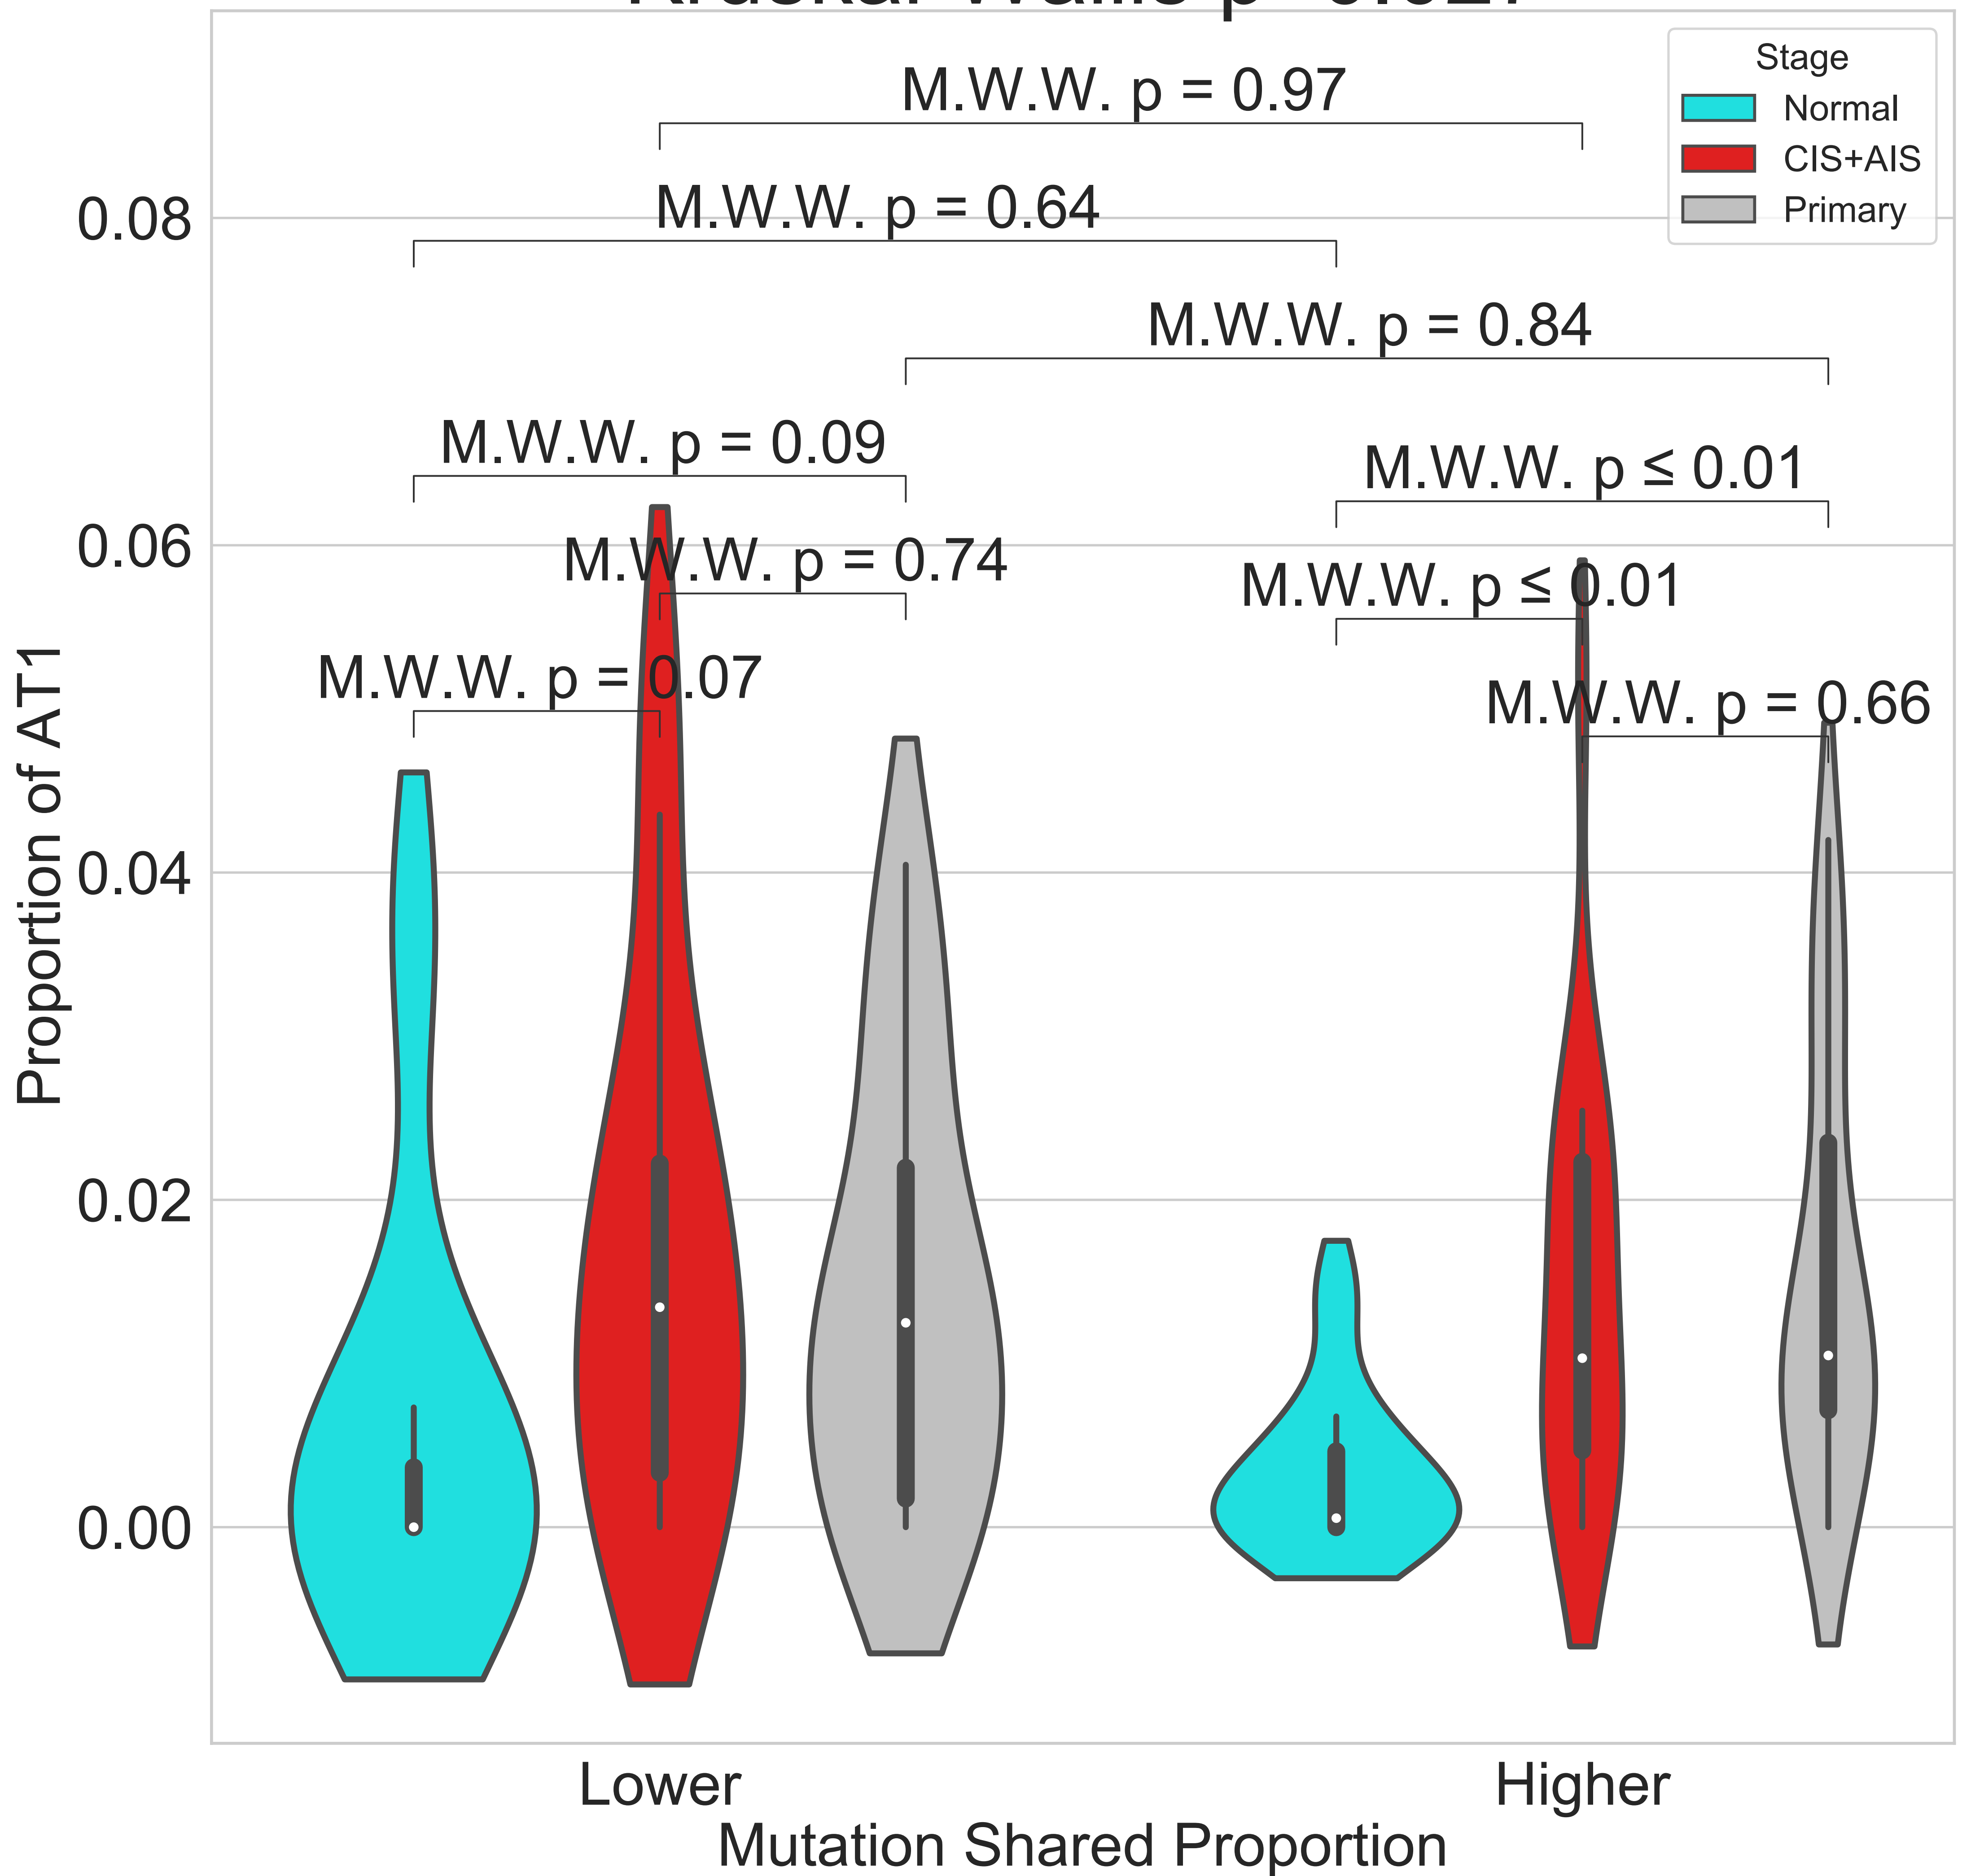 Stage
Normal
CIS+AIS
Primary
M.W.W. p = 0.97
M.W.W. p = 0.64
M.W.W. p = 0.84
M.W.W. p = 0.09
M.W.W. p ≤ 0.01
M.W.W. p = 0.74
M.W.W. p ≤ 0.01
M.W.W. p = 0.07
M.W.W. p = 0.66
0.08
0.06
0.04
0.02
0.00
Proportion of AT1
Lower
Higher
Mutation Shared Proportion